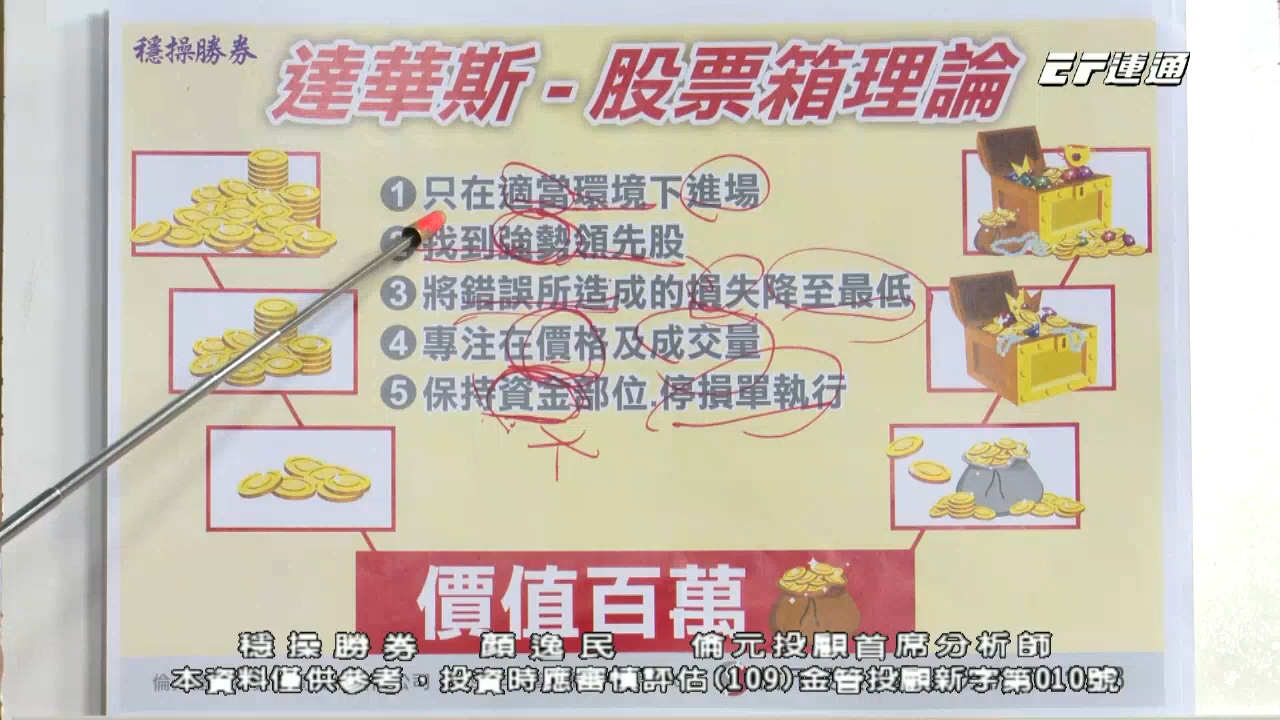 穩操勝券
達華斯-股票箱理論
EF運通
1只在適當環境下進場
2找到強勢領先股
3將錯誤所造成的損失降至最低
4專注在價格及成交量
5保持資金部位.停損單執行
價值百萬
穩操勝券 顏逸民 倫元投顧首席分析師
本資料僅供參考。投資時應審慎評估(109)金管投顧新字第010號